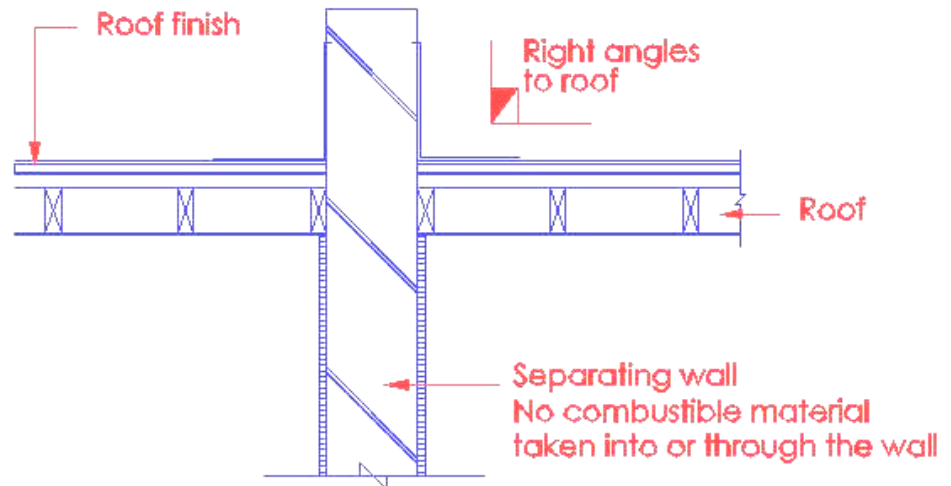 Roof finish
Right angles
to roof
Roof
Separating wall
No combustible material
taken into or through the wall